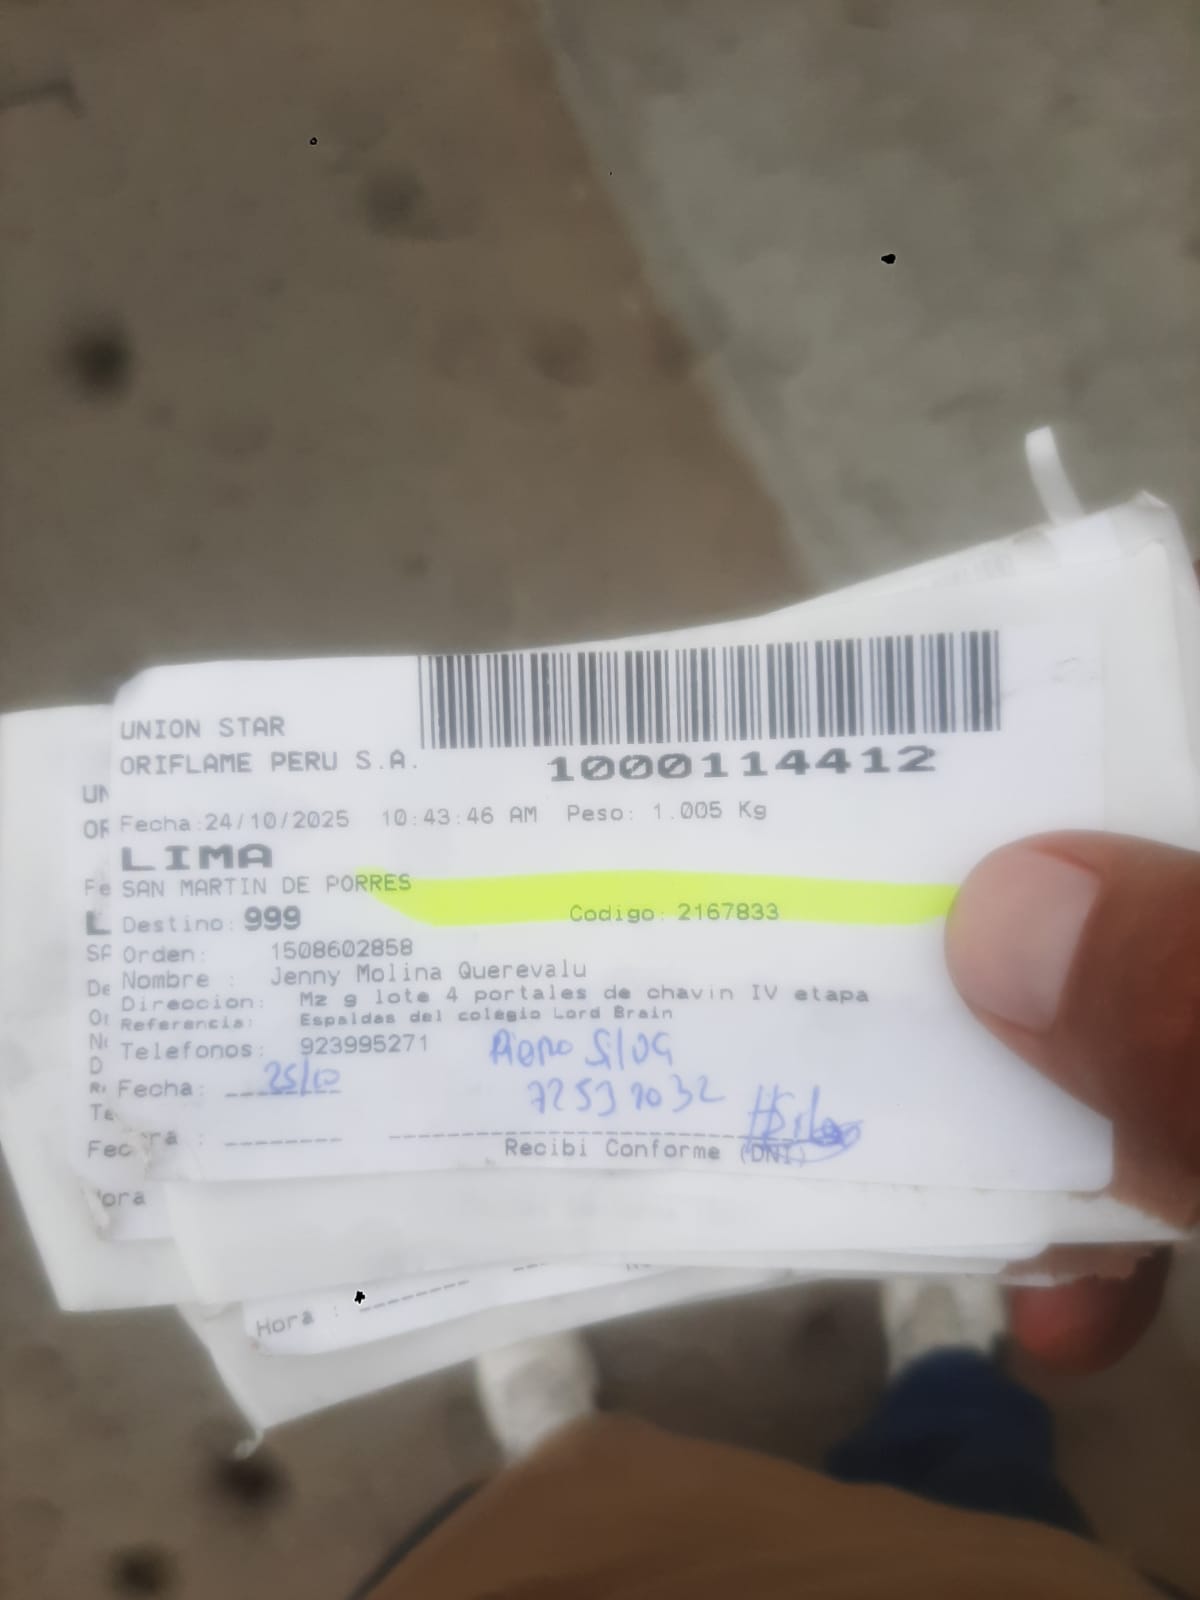 UNION STAR
ORIFLAME PERU S.A.
1000114412
Fecha:24/10/2025 10:43:46 AM Peso: 1.005 Kg
LIMA
SAN MARTIN DE PORRES
Destino: 999 Codigo: 2167833
Orden: 1508602858
Nombre : Jenny Molina Querevalu
Direccion: Mz g lote 4 portales de chavin IV etapa
Referencia: Espaldas del colegio Lord Brain
Telefonos: 923995271
Fecha: 25/10
Recibi Conforme (DNI)
Fec
Hora
Hora :